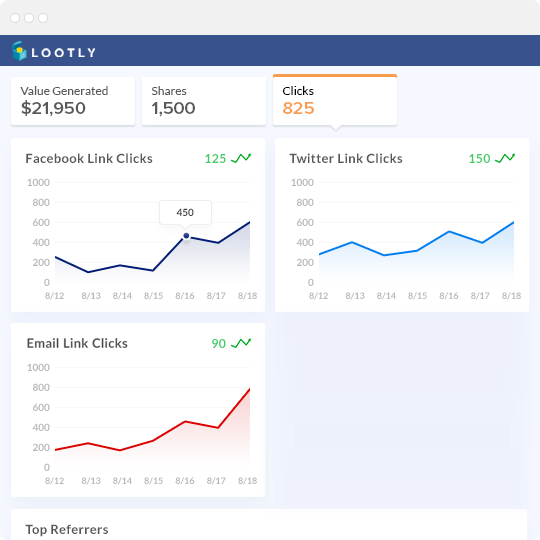 LOOTLY
Value Generated
$21,950
Shares
1,500
Clicks
825
Facebook Link Clicks
125
1000
800
600
400
200
0
450
8/12 8/13 8/14 8/15 8/16 8/17 8/18
Twitter Link Clicks
150
1000
800
600
400
200
0
8/12 8/13 8/14 8/15 8/16 8/17 8/18
Email Link Clicks
90
1000
800
600
400
200
0
8/12 8/13 8/14 8/15 8/16 8/17 8/18
Top Referrers